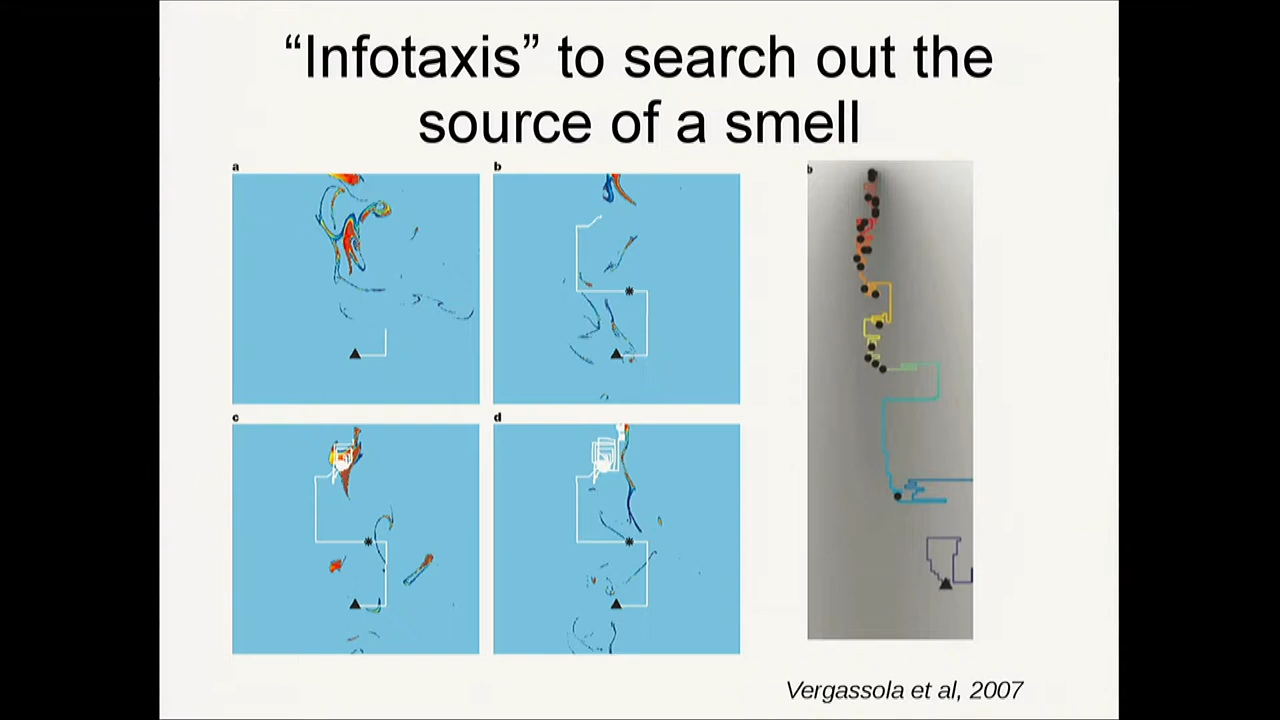 “Infotaxis” to search out the
source of a smell
a
b
b
c
d
Vergassola et al, 2007